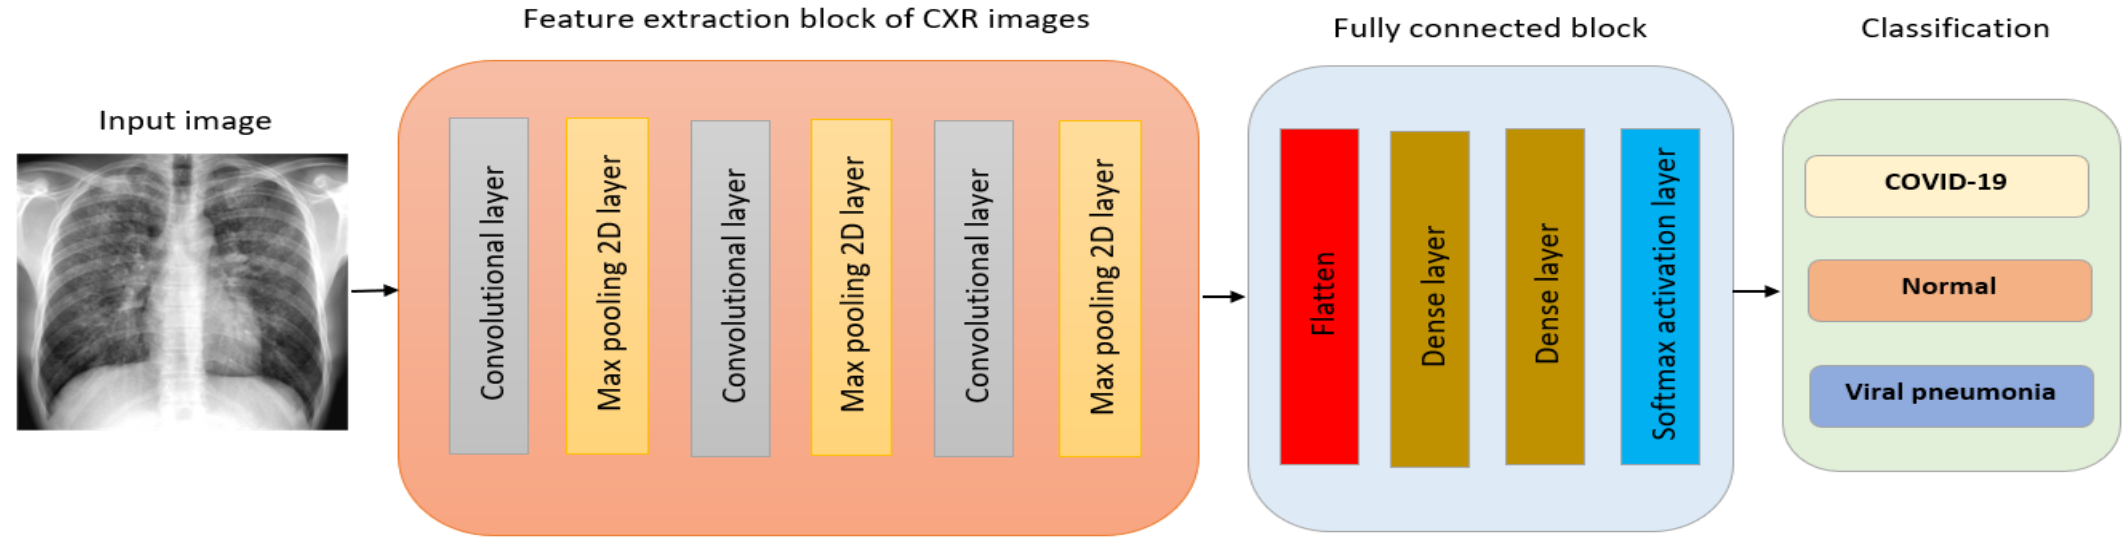 Input image
Feature extraction block of CXR images
Convolutional layer
Max pooling 2D layer
Convolutional layer
Max pooling 2D layer
Convolutional layer
Max pooling 2D layer
Fully connected block
Flatten
Dense layer
Dense layer
Softmax activation layer
Classification
COVID-19
Normal
Viral pneumonia